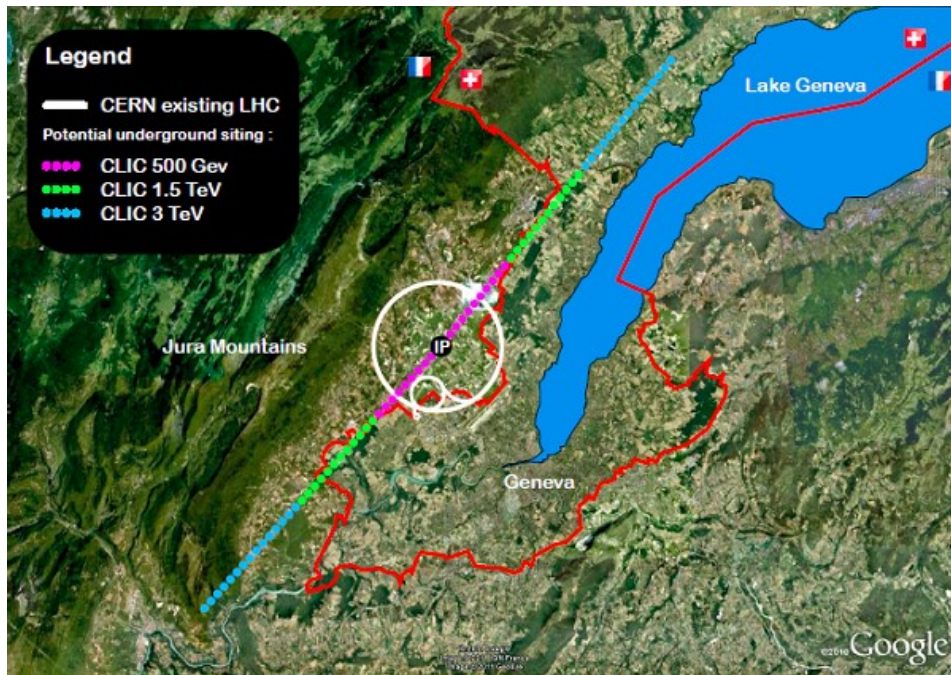 Legend
CERN existing LHC
Potential underground siting :
CLIC 500 Gev
CLIC 1.5 TeV
CLIC 3 TeV
Lake Geneva
Jura Mountains
IP
Geneva
©2010 Google